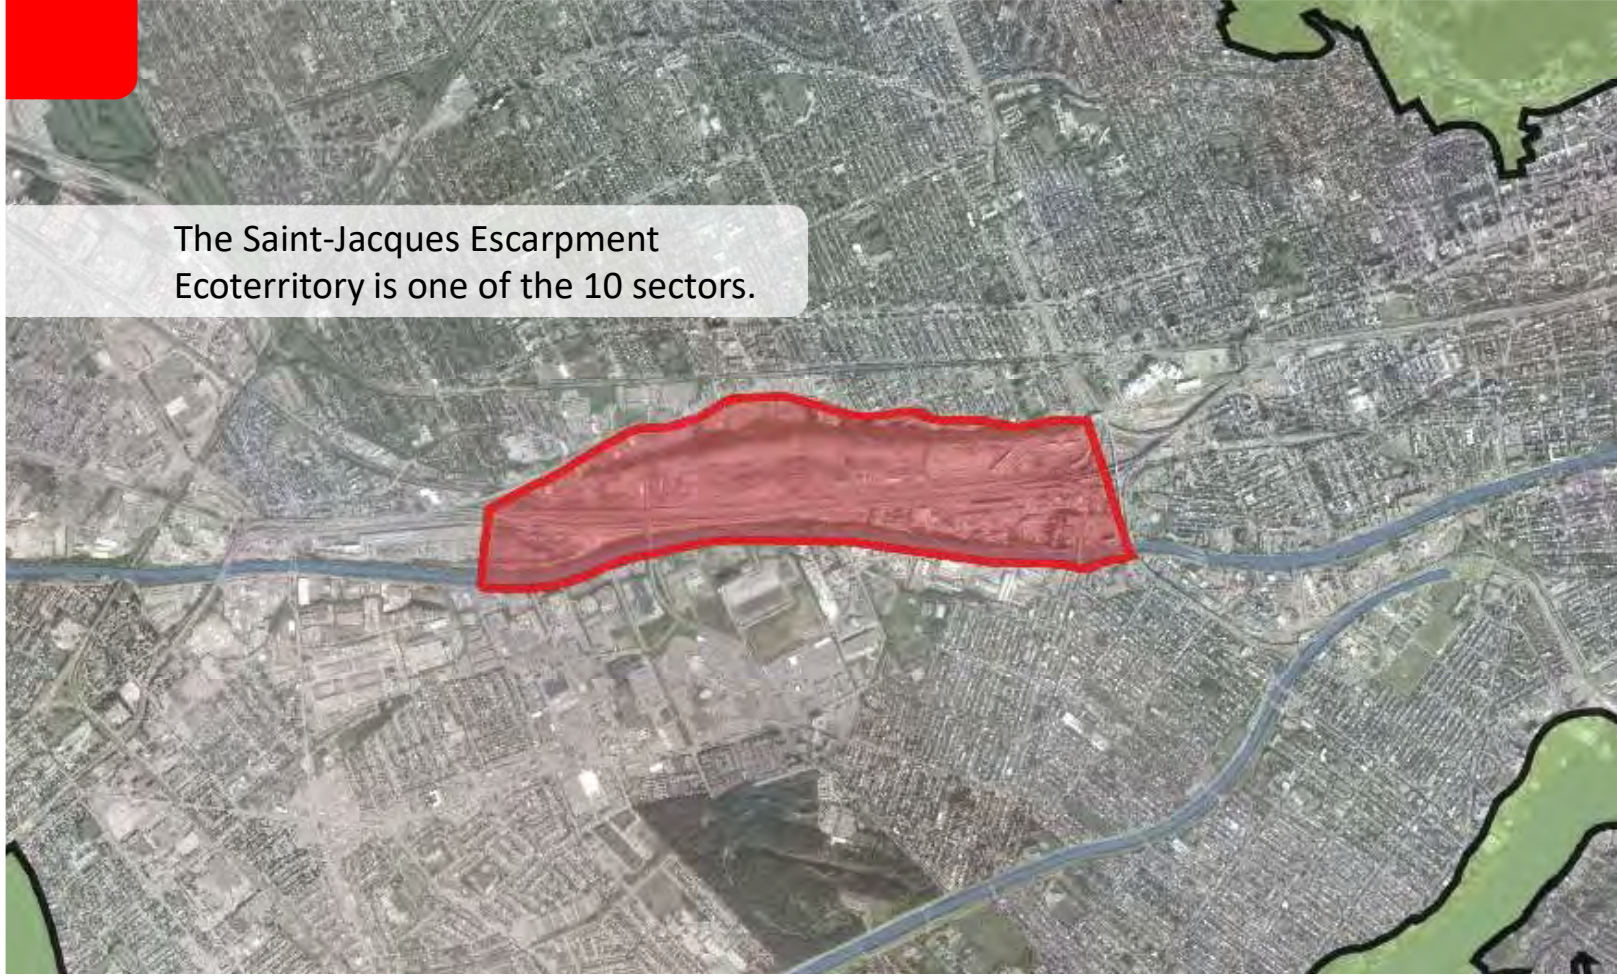 The Saint-Jacques Escarpment
Ecoterritory is one of the 10 sectors.